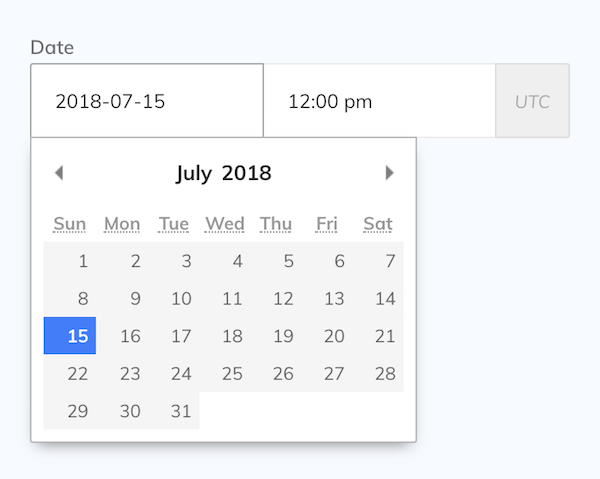 Date
2018-07-15 12:00 pm UTC
July 2018
Sun Mon Tue Wed Thu Fri Sat
1 2 3 4 5 6 7
8 9 10 11 12 13 14
15 16 17 18 19 20 21
22 23 24 25 26 27 28
29 30 31